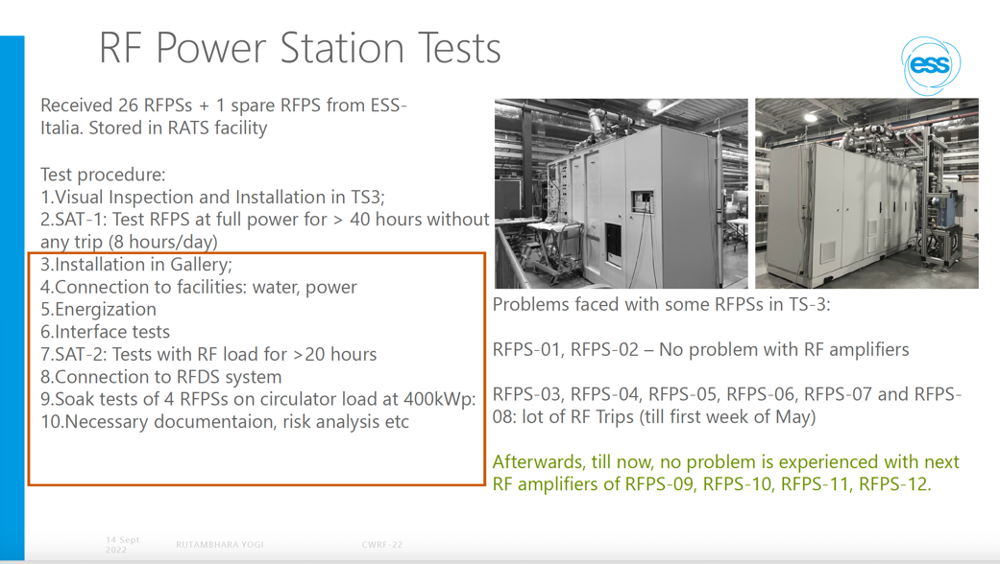 RF Power Station Tests
ess
Received 26 RFPSs + 1 spare RFPS from ESS-
Italia. Stored in RATS facility
Test procedure:
1.Visual Inspection and Installation in TS3;
2.SAT-1: Test RFPS at full power for > 40 hours without
any trip (8 hours/day)
3.Installation in Gallery;
4.Connection to facilities: water, power
5.Energization
6.Interface tests
7.SAT-2: Tests with RF load for >20 hours
8.Connection to RFDS system
9.Soak tests of 4 RFPSs on circulator load at 400kWp:
10.Necessary documentaion, risk analysis etc
Problems faced with some RFPSs in TS-3:
RFPS-01, RFPS-02 – No problem with RF amplifiers
RFPS-03, RFPS-04, RFPS-05, RFPS-06, RFPS-07 and RFPS-
08: lot of RF Trips (till first week of May)
Afterwards, till now, no problem is experienced with next
RF amplifiers of RFPS-09, RFPS-10, RFPS-11, RFPS-12.
14 Sept
2022
RUTAMBHARA YOGI
CWRF-22